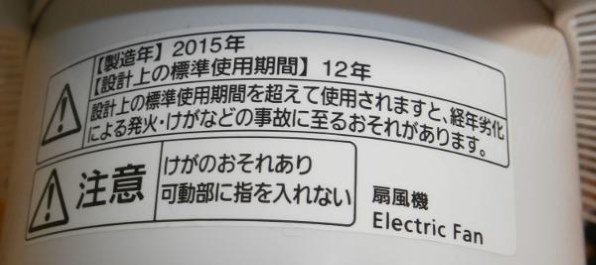 【製造年】2015年
【設計上の標準使用期間】12年
設計上の標準使用期間を超えて使用されますと、経年劣化
による発火・けがなどの事故に至るおそれがあります。
注意
けがのおそれあり
可動部に指を入れない
扇風機
Electric Fan